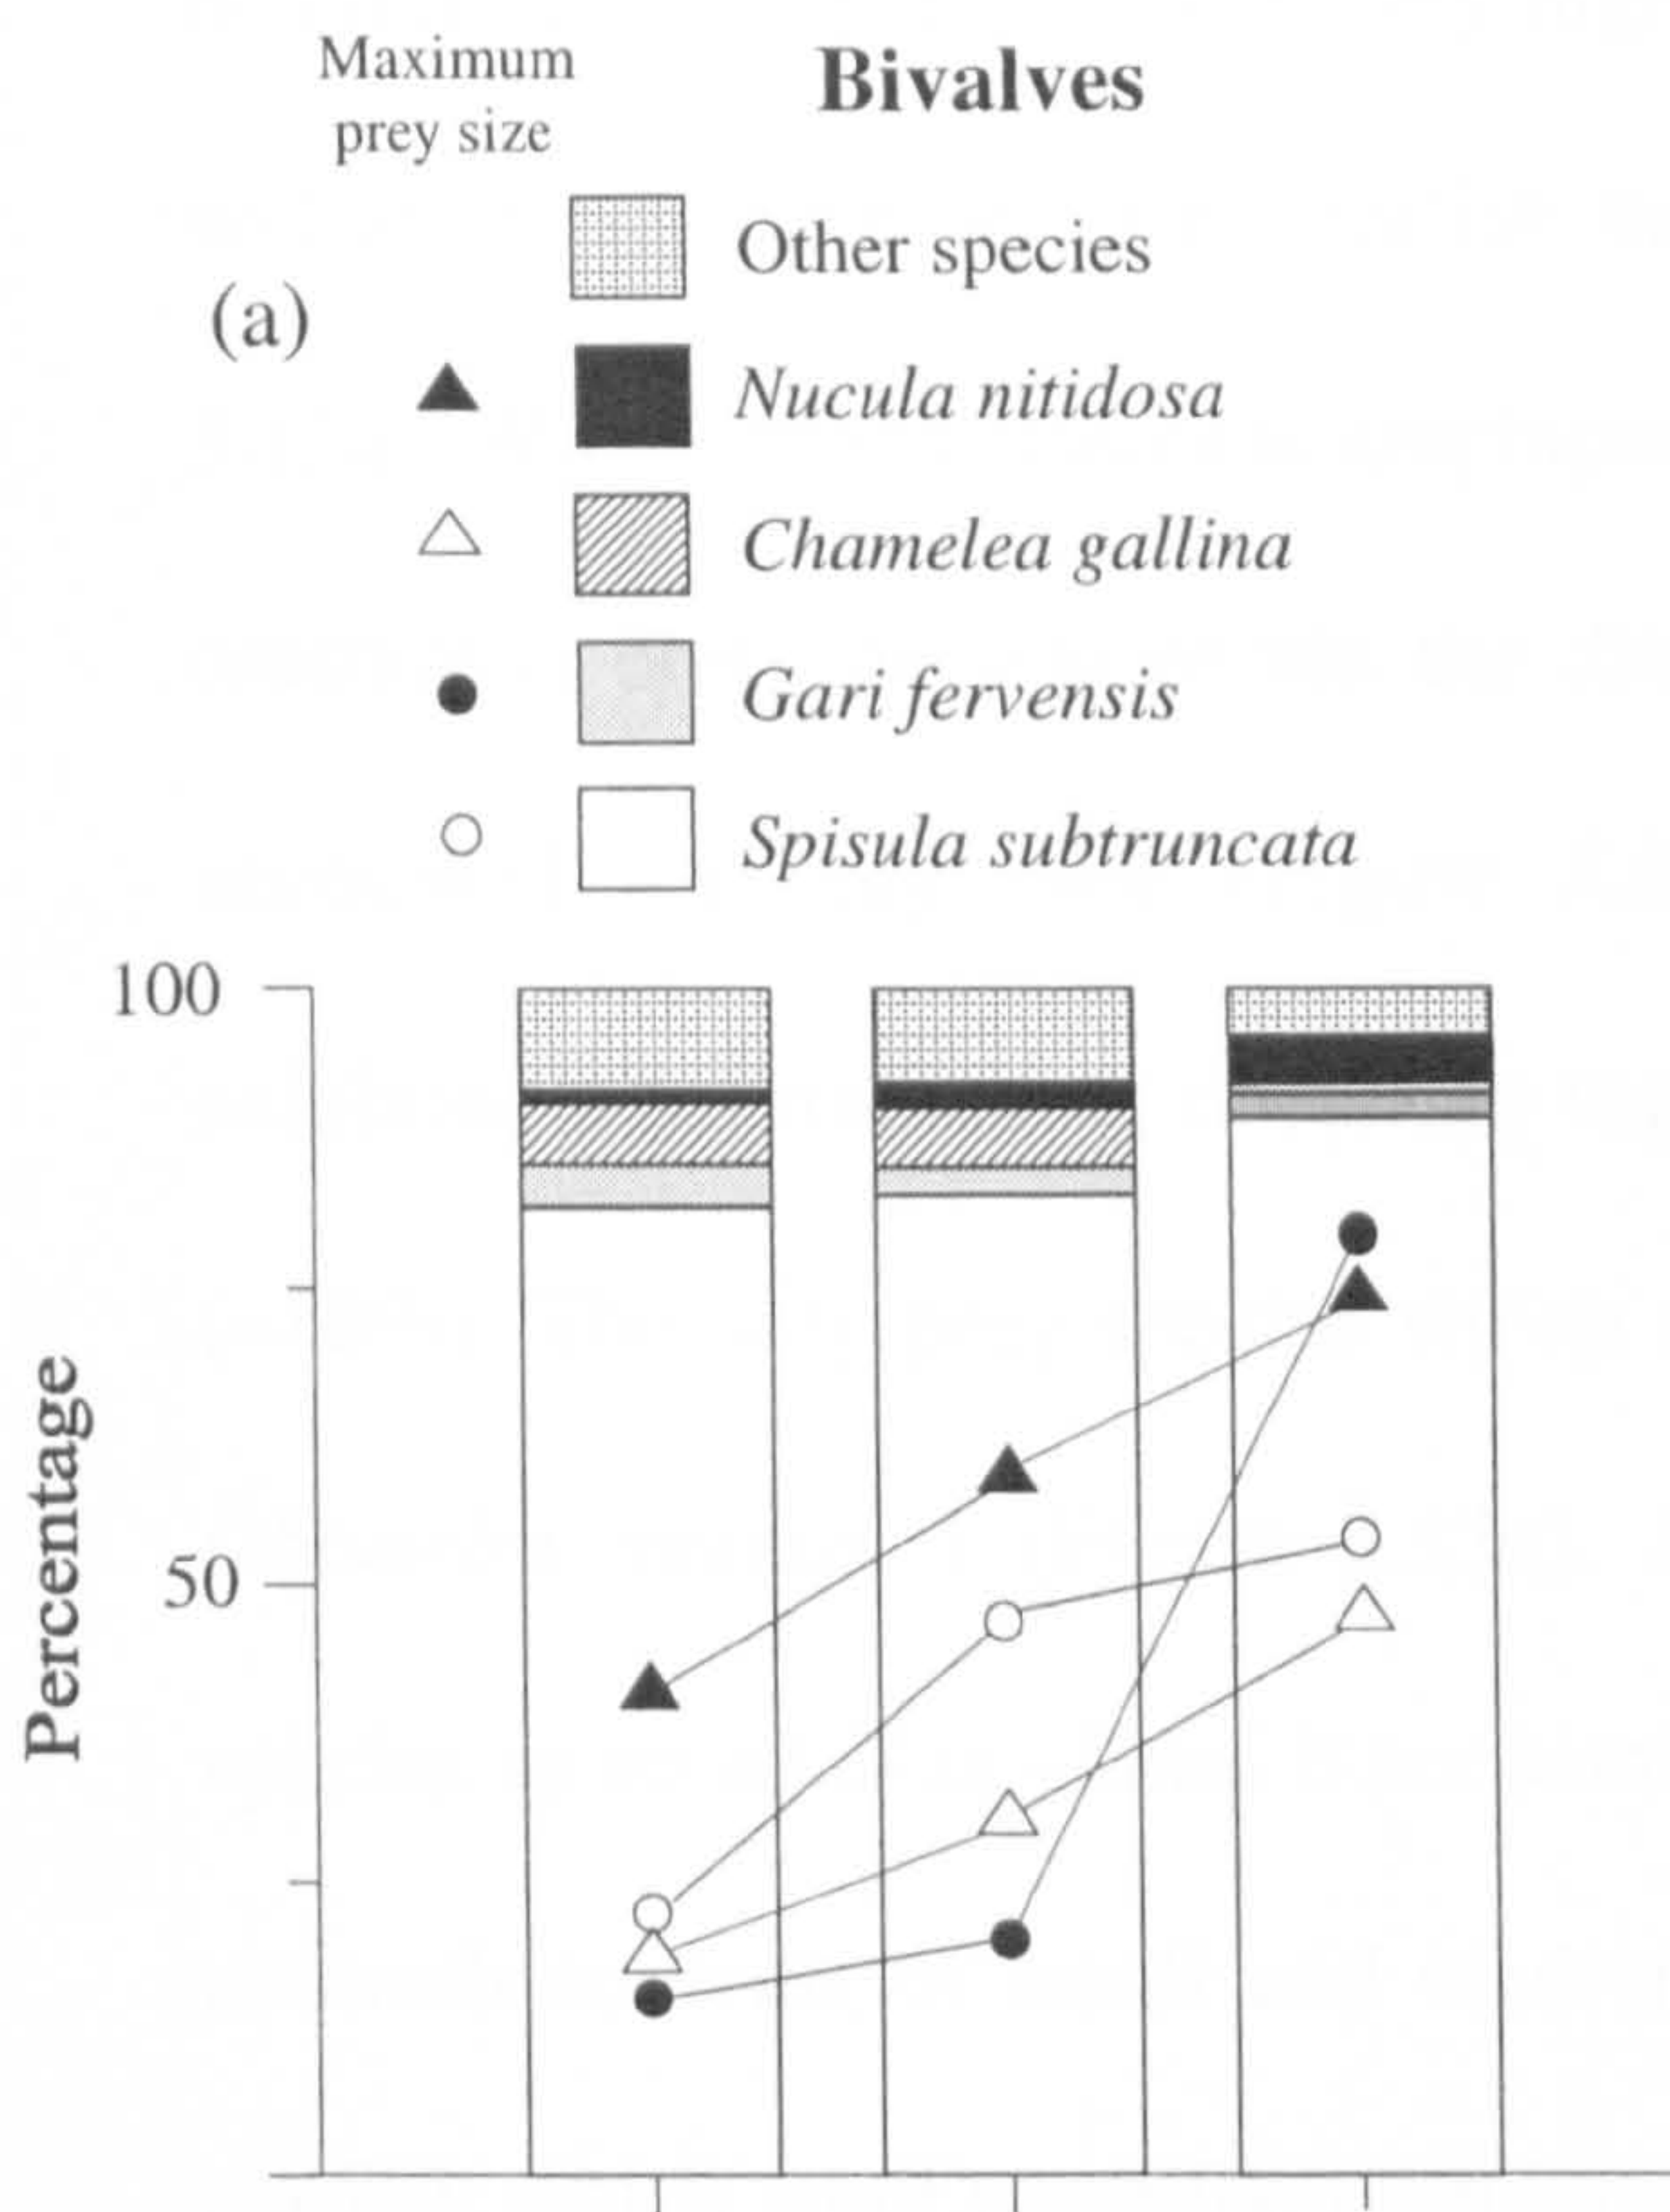 Maximum
prey size
Bivalves
Other species
(a)
Nucula nitidosa
Chamelea gallina
Gari fervensis
Spisula subtruncata
100
50
Percentage